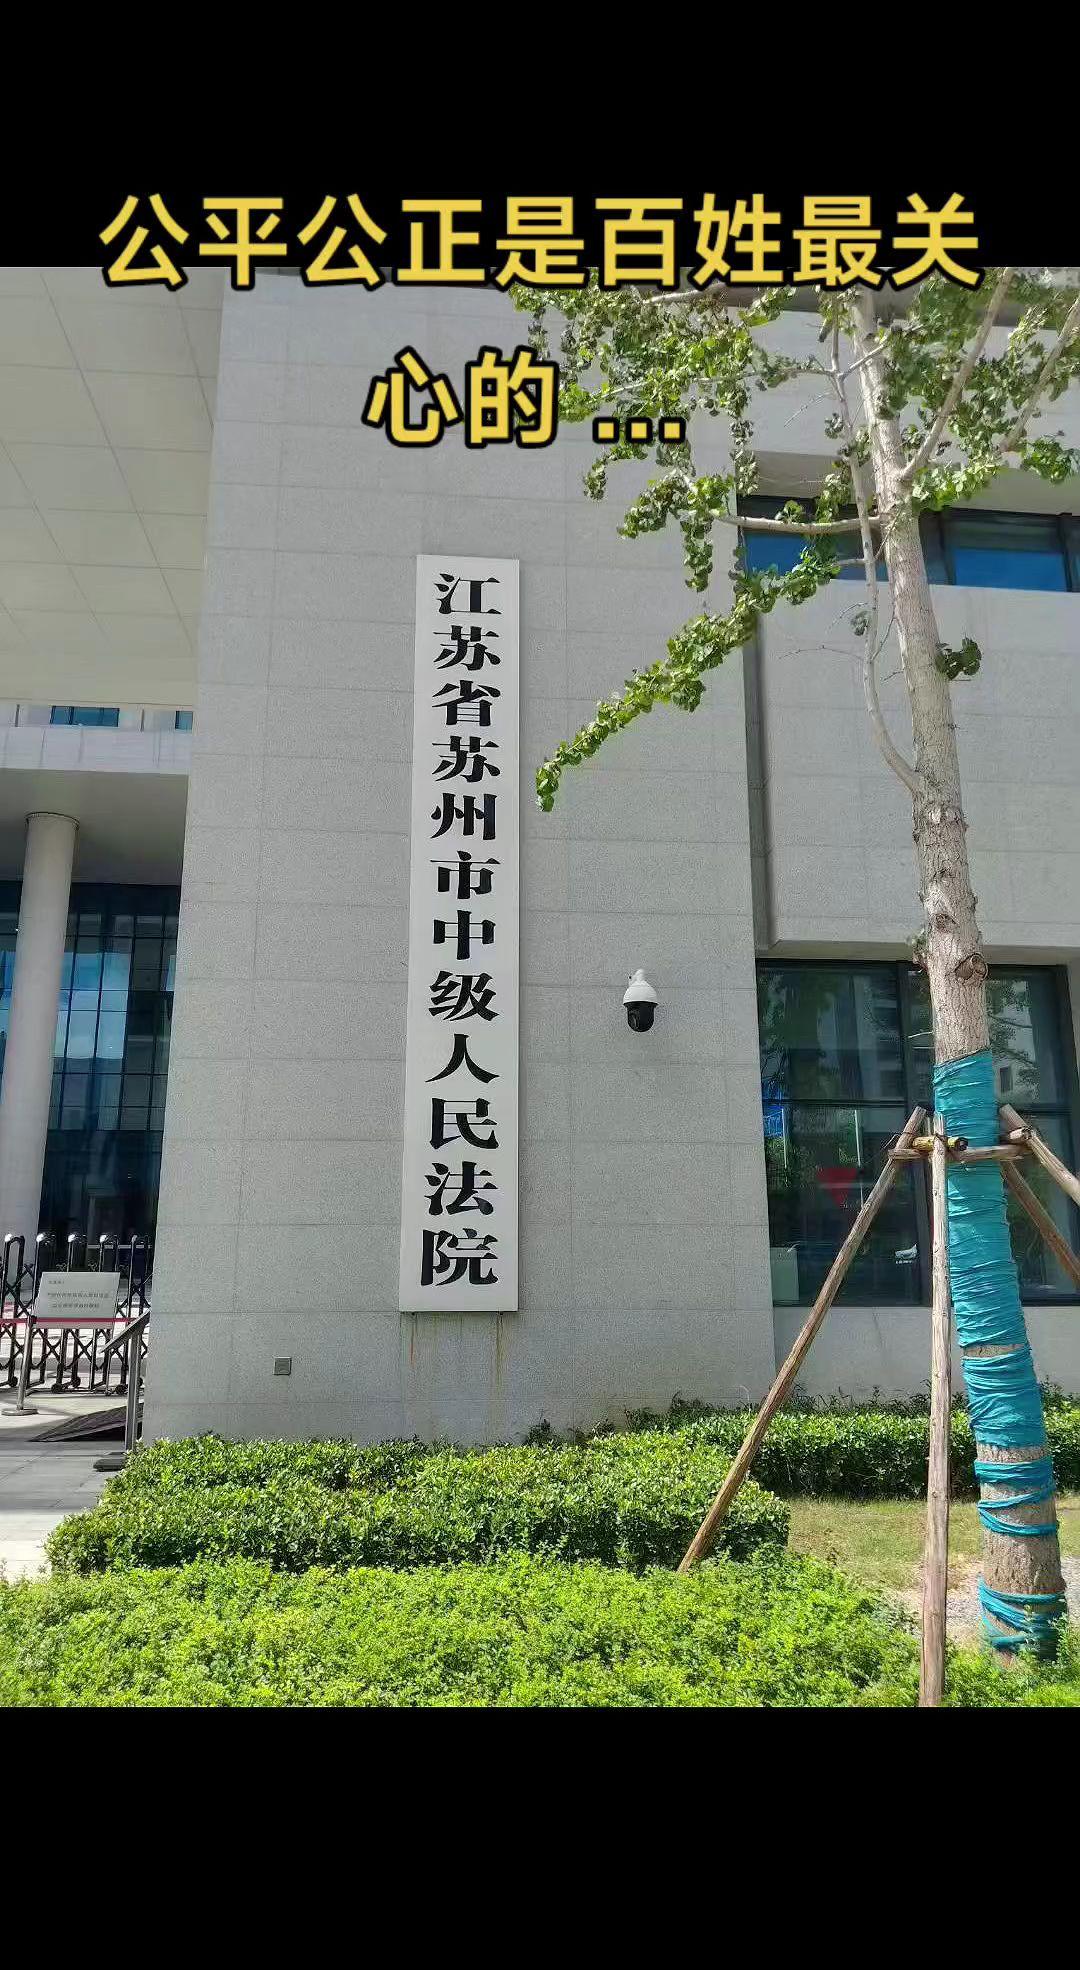 公平公正是百姓最关
心的 ...
江苏省苏州市中级人民法院